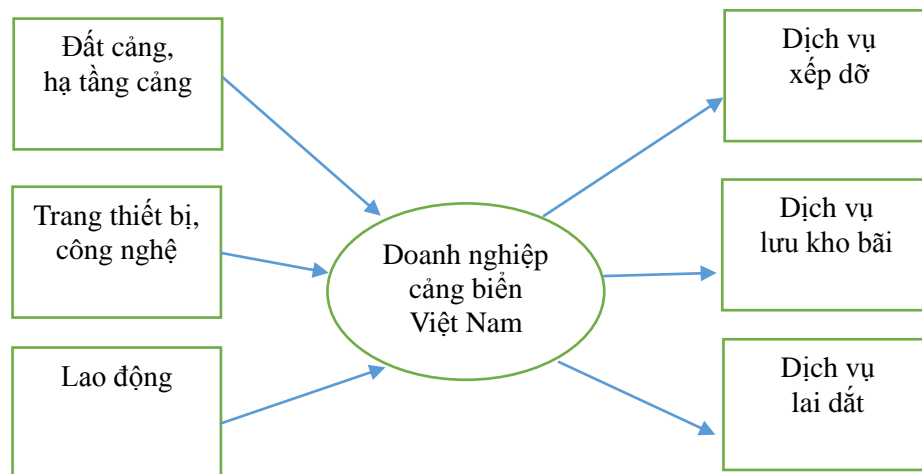 Đất cảng,
hạ tầng cảng
Trang thiết bị,
công nghệ
Lao động
Doanh nghiệp
cảng biển
Việt Nam
Dịch vụ
xếp dỡ
Dịch vụ
lưu kho bãi
Dịch vụ
lai dắt